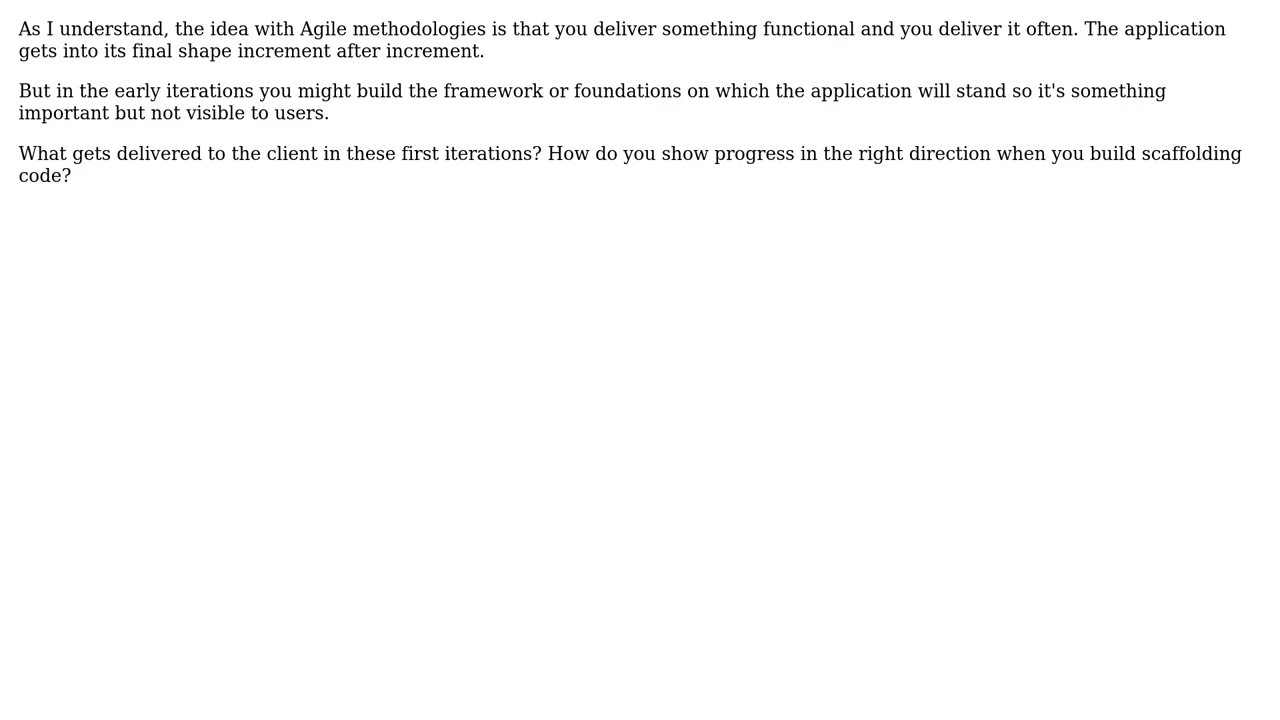 As I understand, the idea with Agile methodologies is that you deliver something functional and you deliver it often. The application
gets into its final shape increment after increment.
But in the early iterations you might build the framework or foundations on which the application will stand so it's something
important but not visible to users.
What gets delivered to the client in these first iterations? How do you show progress in the right direction when you build scaffolding
code?